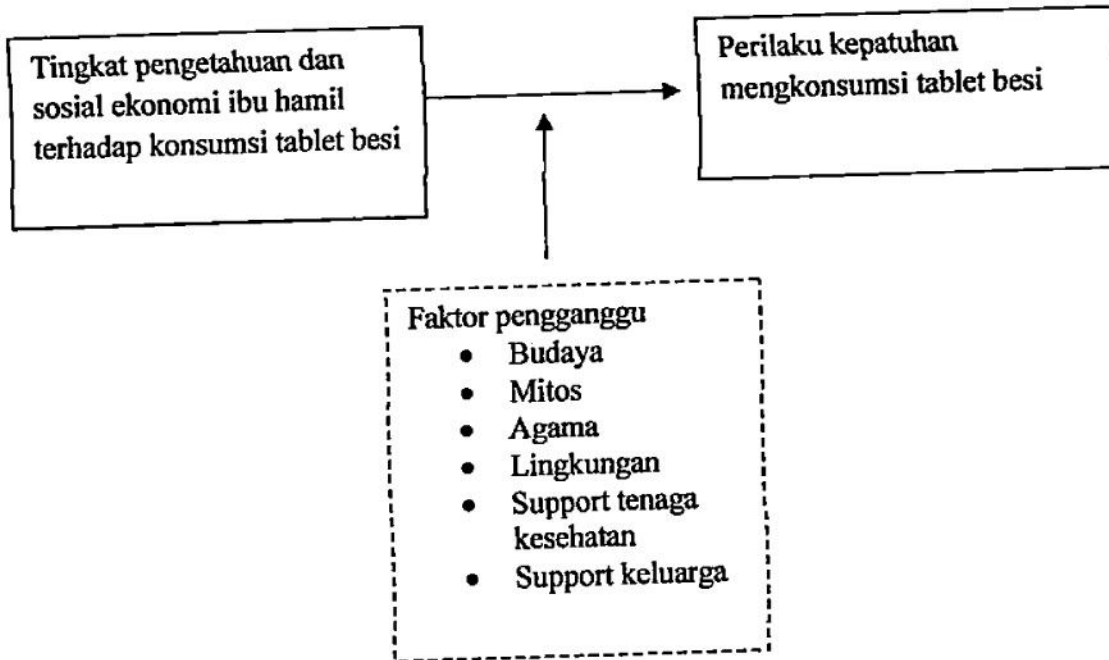 Tingkat pengetahuan dan
sosial ekonomi ibu hamil
terhadap konsumsi tablet besi
Perilaku kepatuhan
mengkonsumsi tablet besi
Faktor pengganggu
• Budaya
• Mitos
• Agama
• Lingkungan
• Support tenaga
kesehatan
• Support keluarga